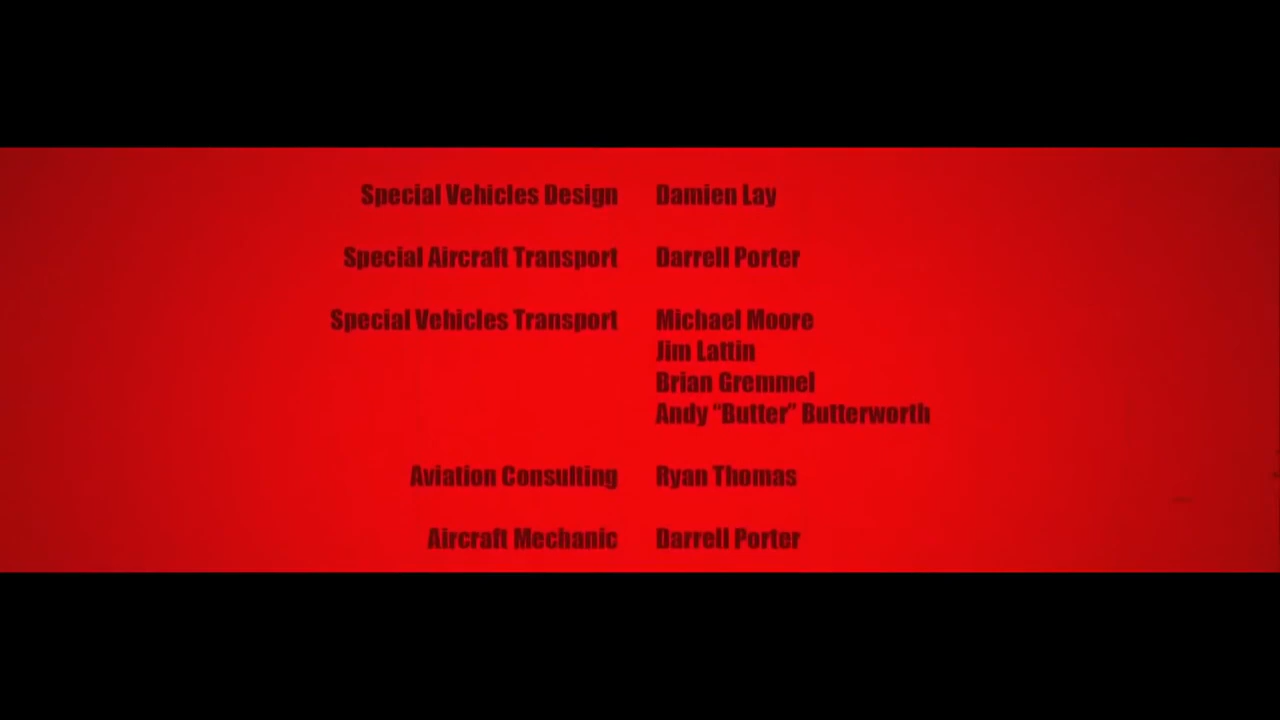 Special Vehicles Design Damien Lay
Special Aircraft Transport Darrell Porter
Special Vehicles Transport Michael Moore
Jim Lattin
Brian Gremmel
Andy “Butter” Butterworth
Aviation Consulting Ryan Thomas
Aircraft Mechanic Darrell Porter